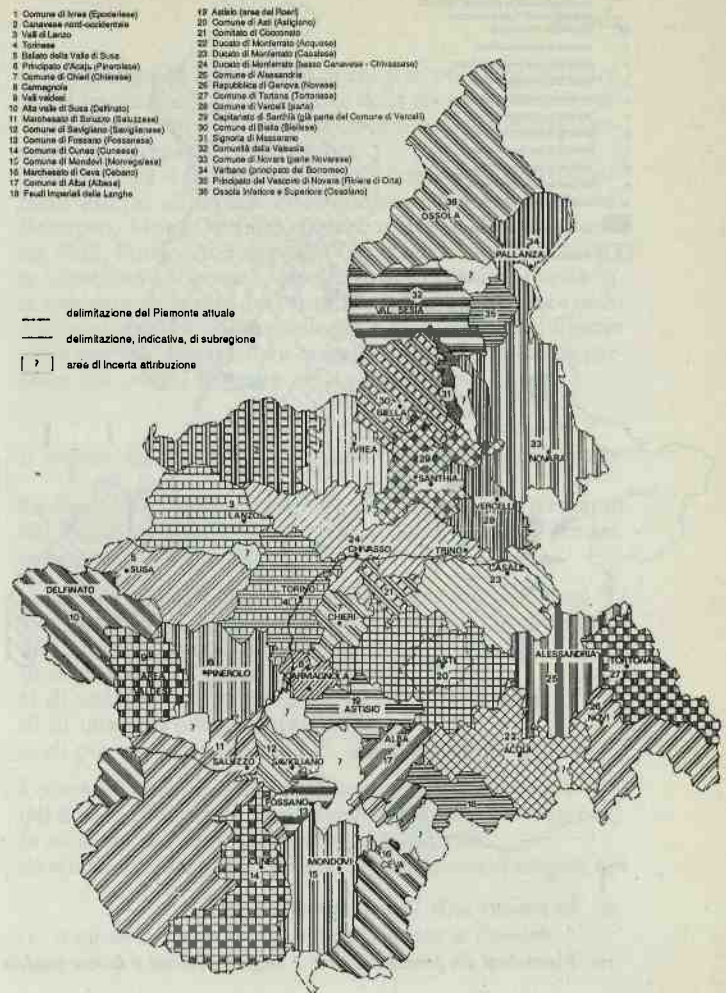 1 Comune di Ivrea (Eporediese)
2 Canavese nord-occidentale
3 Valli di Lanzo
4 Torinese
5 Baliato della Valle di Susa
6 Principato d'Acaja (Pinerolese)
7 Comune di Chieri (Chierese)
8 Carmagnola
9 Valli valdesi
10 Alta valle di Susa (Delfinato)
11 Marchesato di Saluzzo (Saluzzese)
12 Comune di Savigliano (Saviglianese)
13 Comune di Fossano (Fossanese)
14 Comune di Cuneo (Cuneese)
15 Comune di Mondovì (Monregalese)
16 Marchesato di Ceva (Cebano)
17 Comune di Alba (Albese)
18 Feudi Imperiali delle Langhe
19 Astisio (area del Roeri)
20 Comune di Asti (Astigiano)
21 Comitato di Cocconato
22 Ducato di Monferrato (Acquese)
23 Ducato di Monferrato (Casalese)
24 Ducato di Monferrato (basso Canavese - Chivassese)
25 Comune di Alessandria
26 Repubblica di Genova (Novese)
27 Comune di Tortona (Tortonese)
28 Comune di Vercelli (parte)
29 Capitanato di Santhià (già parte del Comune di Vercelli)
30 Comune di Biella (Biellese)
31 Signoria di Masserano
32 Comunità della Valsesia
33 Comune di Novara (parte Novarese)
34 Verbano (principato dei Borromeo)
35 Principato del Vescovo di Novara (Riviera di Orta)
36 Ossola Inferiore e Superiore (Ossolano)
delimitazione del Piemonte attuale
delimitazione, indicativa, di subregione
[ ? ] aree di incerta attribuzione
36
OSSOLA
34
PALLANZA
?
32
VAL SESIA
35
30
BIELLA
31
33
NOVARA
IVREA
29
SANTHIA
VERCELLI
28
3
LANZO
?
24
CHIVASSO
TRINO
CASALE
23
5
SUSA
?
DELFINATO
10
TORINO
4
7
CHIERI
21
AREA
VALDESE
6
PINEROLO
8
CARMAGNOLA
ASTI
20
ALESSANDRIA
25
TORTONA
27
19
ASTISIO
26
NOVI
?
?
11
SALUZZO
12
SAVIGLIANO
?
ALBA
17
22
ACQUI
?
FOSSANO
13
18
CUNEO
14
MONDOVI
15
?
16
CEVA